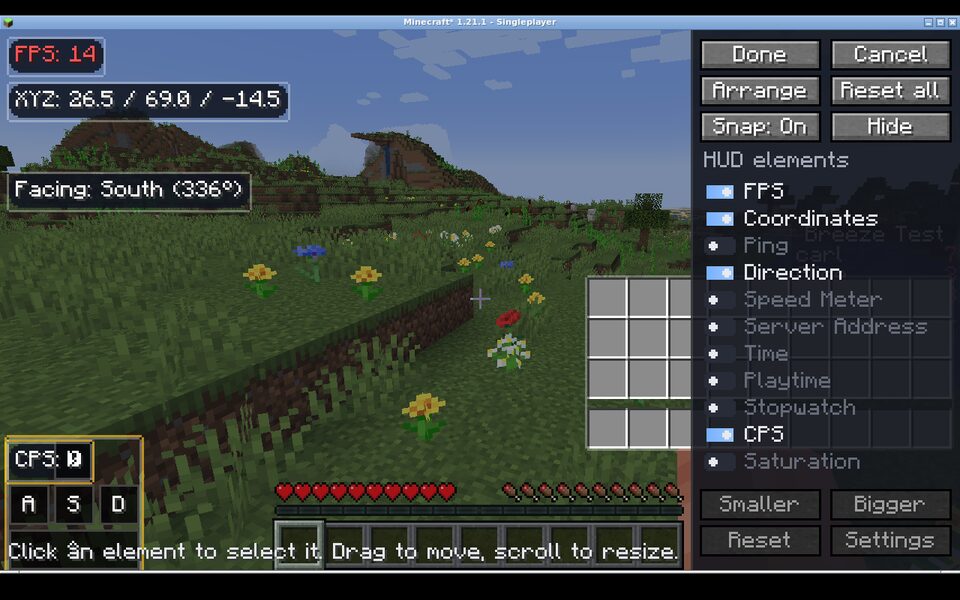 Minecraft* 1.21.1 - Singleplayer
FPS: 14
XYZ: 26.5 / 69.0 / -14.5
Facing: South (336°)
Done
Cancel
Arrange
Reset all
Snap: On
Hide
HUD elements
FPS
Coordinates
Ping
Breeze Test
Direction
Speed Meter
Server Address
Time
Playtime
Stopwatch
CPS
Saturation
Smaller
Bigger
Reset
Settings
CPS: 0
A S D
Click an element to select it. Drag to move, scroll to resize.